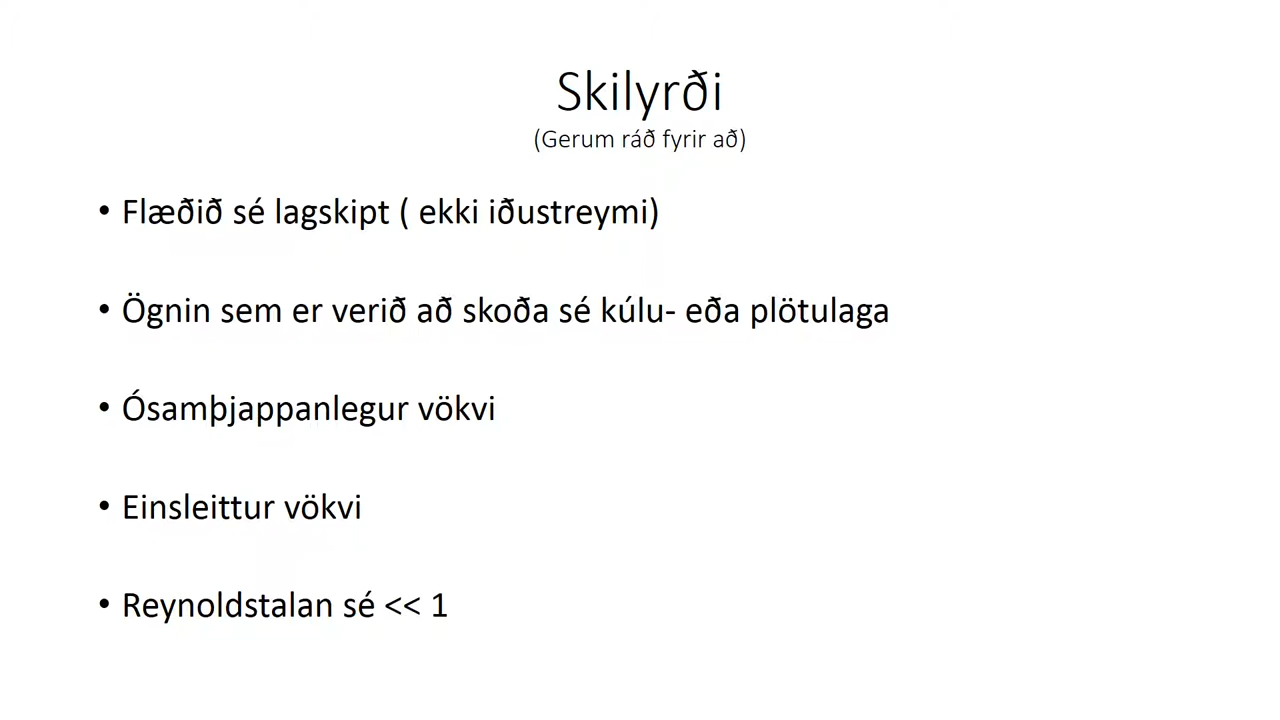 Skilyrði
(Gerum ráð fyrir að)
• Flæðið sé lagskipt ( ekki iðustreymi)
• Ögnin sem er verið að skoða sé kúlu- eða plötulaga
• Ósamþjappanlegur vökvi
• Einsleittur vökvi
• Reynoldstalan sé << 1